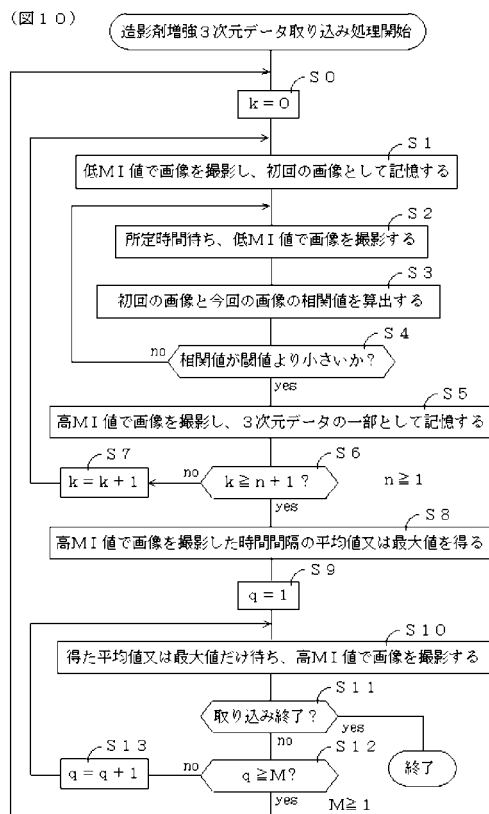 (図10)
造影剤増強3次元データ取り込み処理開始
S0
k=0
S1
低MI値で画像を撮影し、初回の画像として記憶する
S2
所定時間待ち、低MI値で画像を撮影する
S3
初回の画像と今回の画像の相関値を算出する
S4
no
相関値が閾値より小さいか?
yes
S5
高MI値で画像を撮影し、3次元データの一部として記憶する
S7
S6
k=k+1
no
k≧n+1?
n≧1
yes
S8
高MI値で画像を撮影した時間間隔の平均値又は最大値を得る
S9
q=1
S10
得た平均値又は最大値だけ待ち、高MI値で画像を撮影する
S11
取り込み終了?
yes
no
S13
S12
終了
q=q+1
no
q≧M?
yes
M≧1